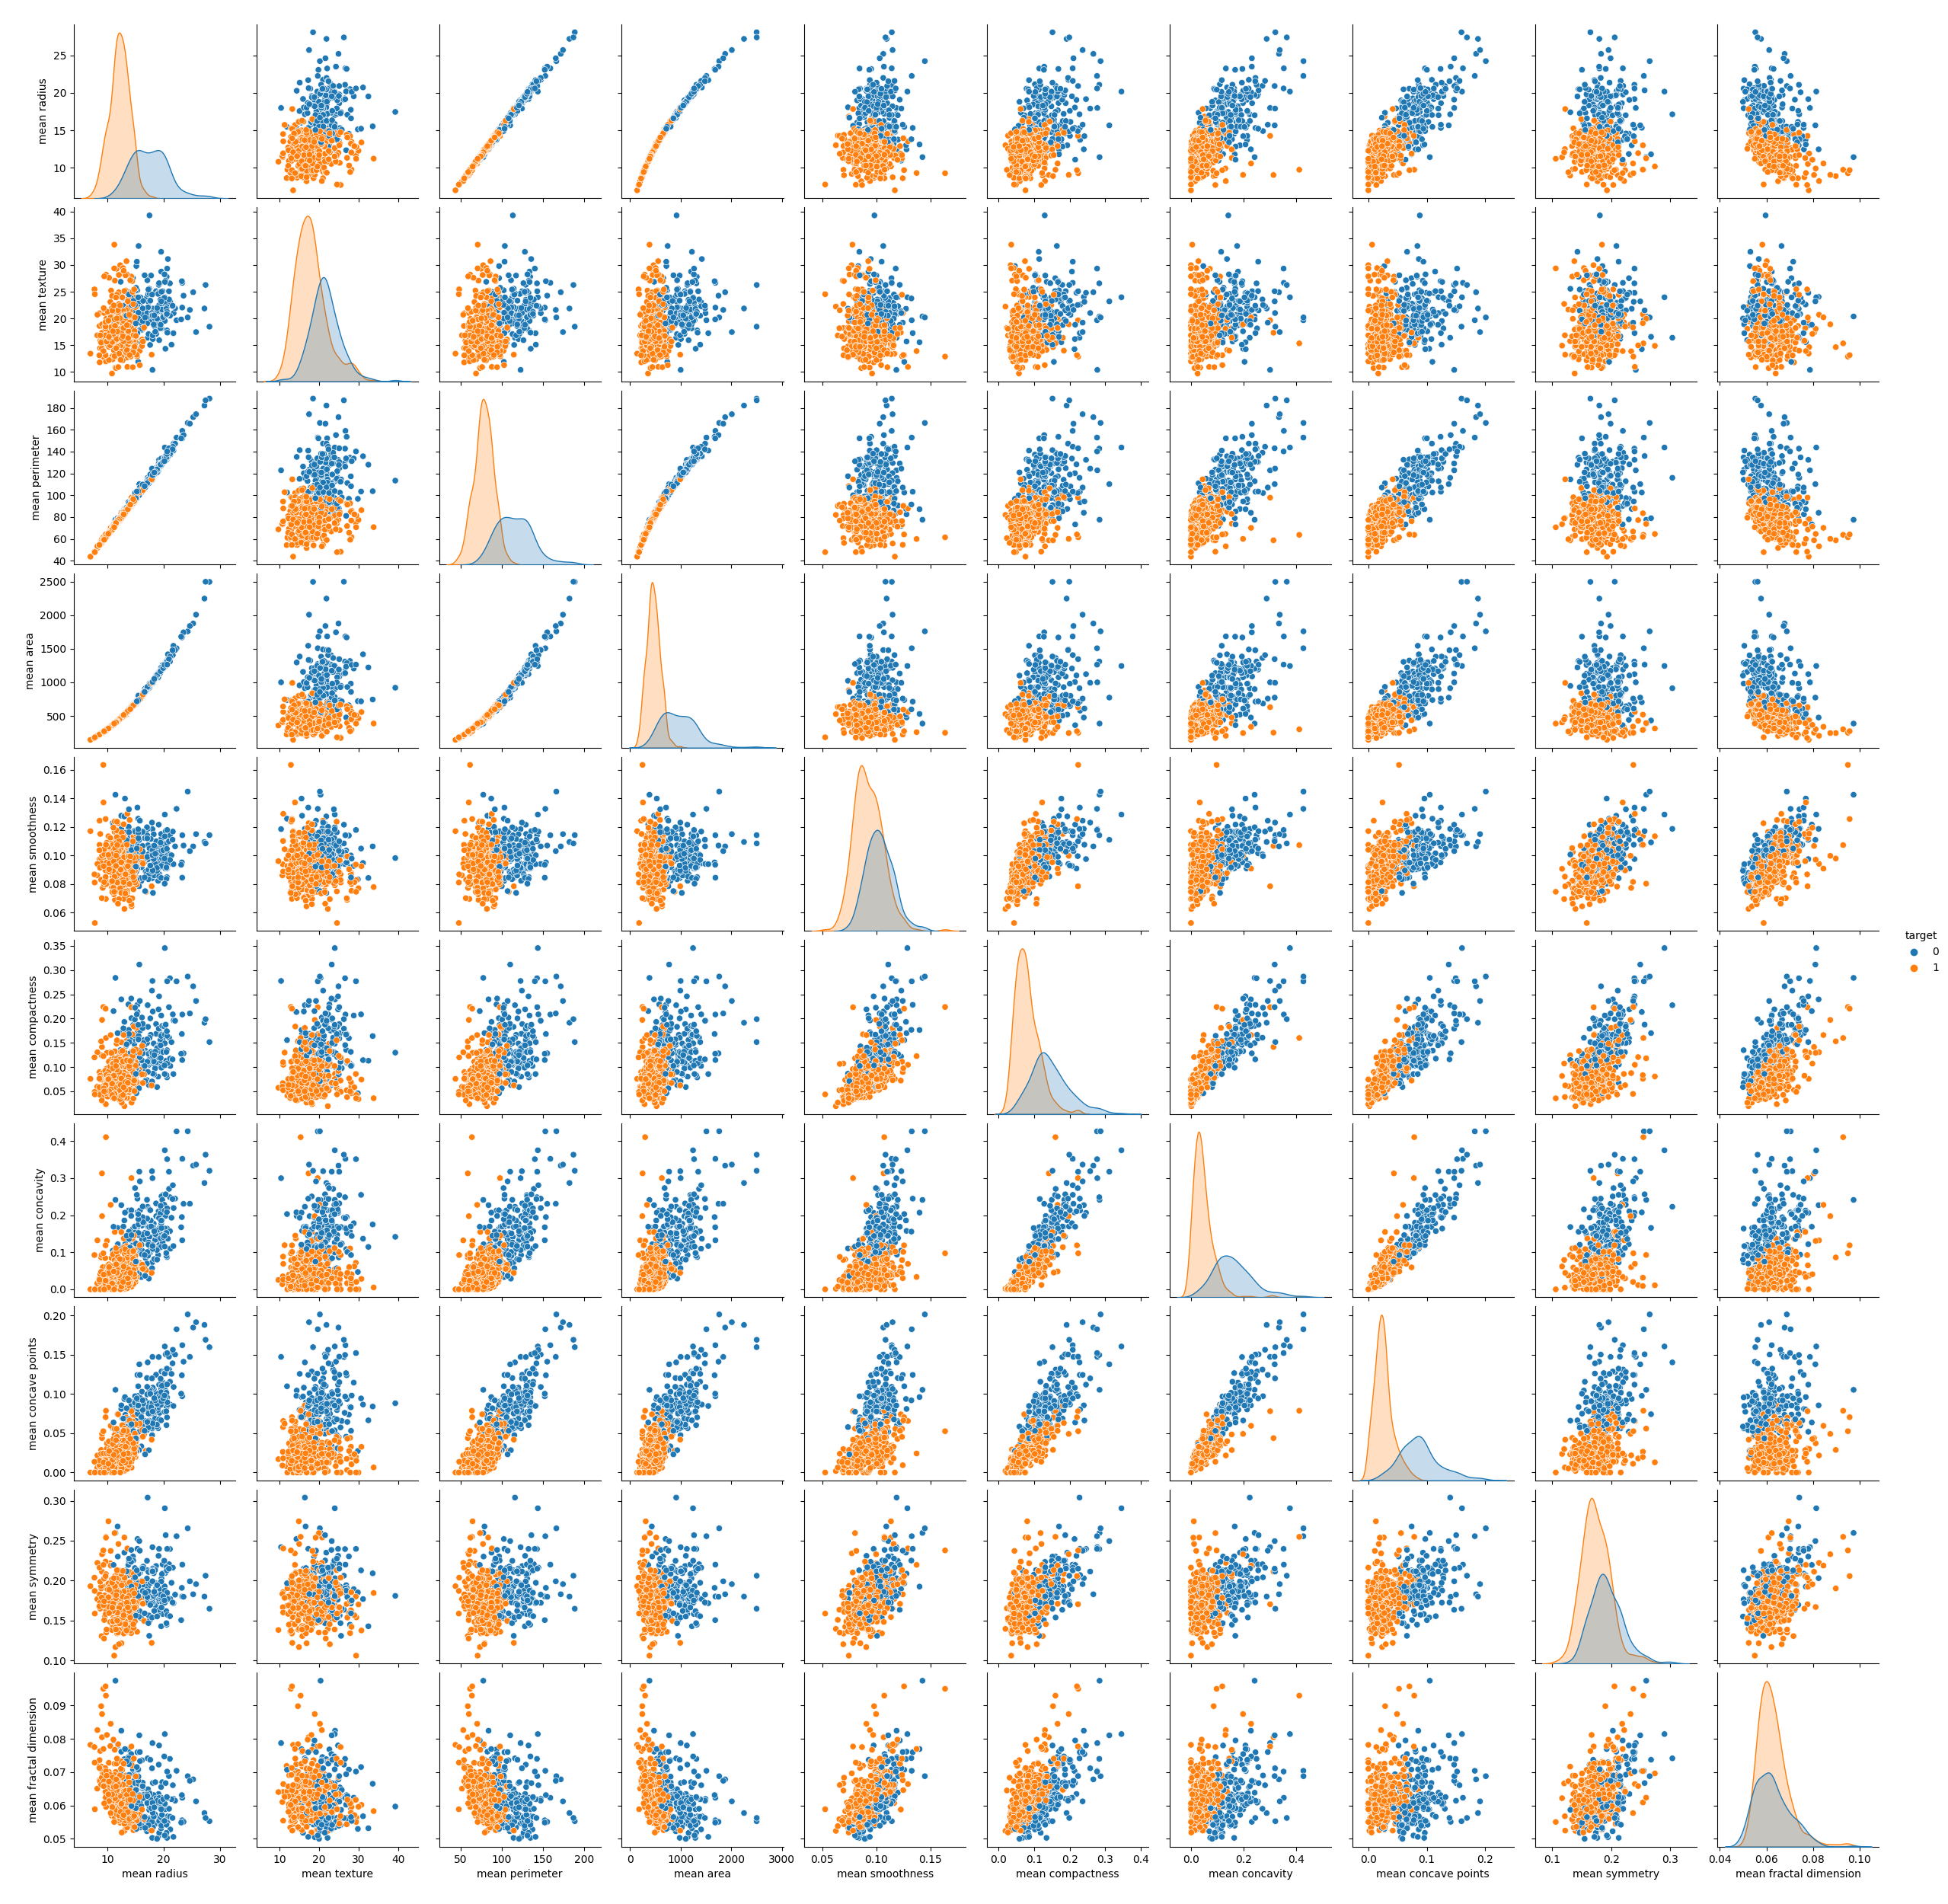 mean radius
25
20
15
10
mean texture
40
35
30
25
20
15
10
mean perimeter
180
160
140
120
100
80
60
40
mean area
2500
2000
1500
1000
500
mean smoothness
0.16
0.14
0.12
0.10
0.08
0.06
target
0
1
mean compactness
0.35
0.30
0.25
0.20
0.15
0.10
0.05
mean concavity
0.4
0.3
0.2
0.1
0.0
mean concave points
0.20
0.15
0.10
0.05
0.00
mean symmetry
0.30
0.25
0.20
0.15
0.10
mean fractal dimension
0.09
0.08
0.07
0.06
0.05
10 20 30
mean radius
10 20 30 40
mean texture
50 100 150 200
mean perimeter
0 1000 2000 3000
mean area
0.05 0.10 0.15
mean smoothness
0.0 0.1 0.2 0.3 0.4
mean compactness
0.0 0.2 0.4
mean concavity
0.0 0.1 0.2
mean concave points
0.1 0.2 0.3
mean symmetry
0.04 0.06 0.08 0.10
mean fractal dimension